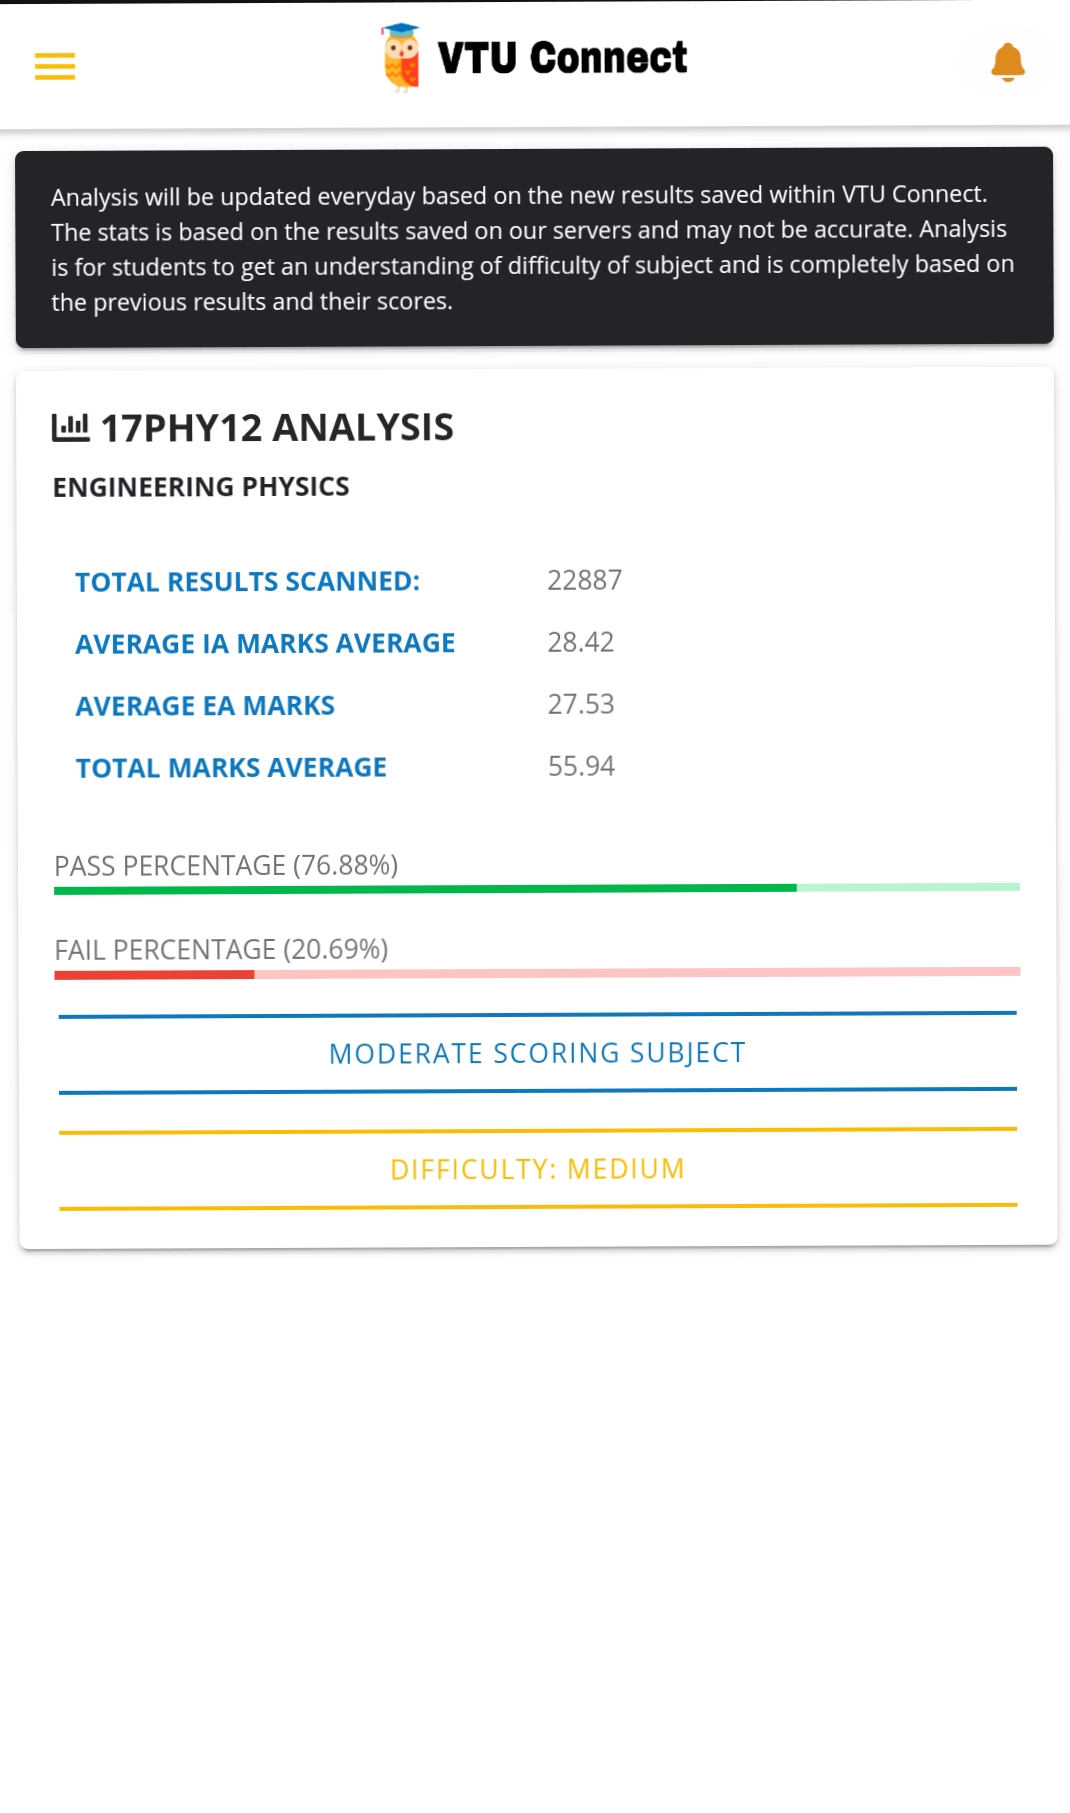 VTU Connect
Analysis will be updated everyday based on the new results saved within VTU Connect.
The stats is based on the results saved on our servers and may not be accurate. Analysis
is for students to get an understanding of difficulty of subject and is completely based on
the previous results and their scores.
17PHY12 ANALYSIS
ENGINEERING PHYSICS
TOTAL RESULTS SCANNED: 22887
AVERAGE IA MARKS AVERAGE 28.42
AVERAGE EA MARKS 27.53
TOTAL MARKS AVERAGE 55.94
PASS PERCENTAGE (76.88%)
FAIL PERCENTAGE (20.69%)
MODERATE SCORING SUBJECT
DIFFICULTY: MEDIUM